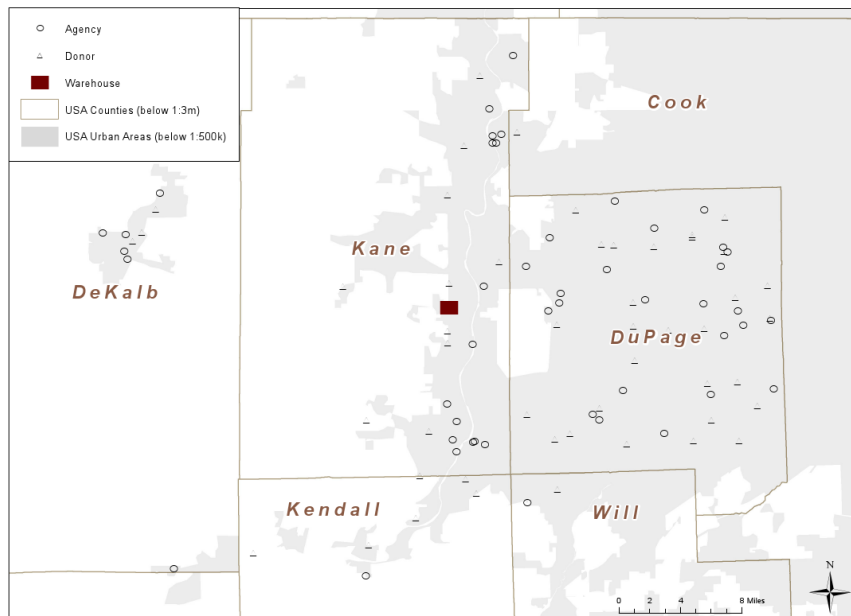 Agency
Donor
Warehouse
USA Counties (below 1:3m)
USA Urban Areas (below 1:500k)
Cook
Kane
DeKalb
DuPage
Kendall
Will
N
0 2 4 8 Miles